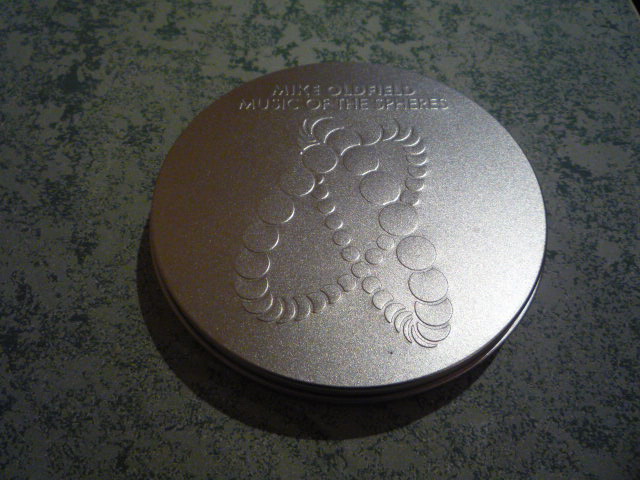 MIKE OLDFIELD
MUSIC OF THE SPHERES